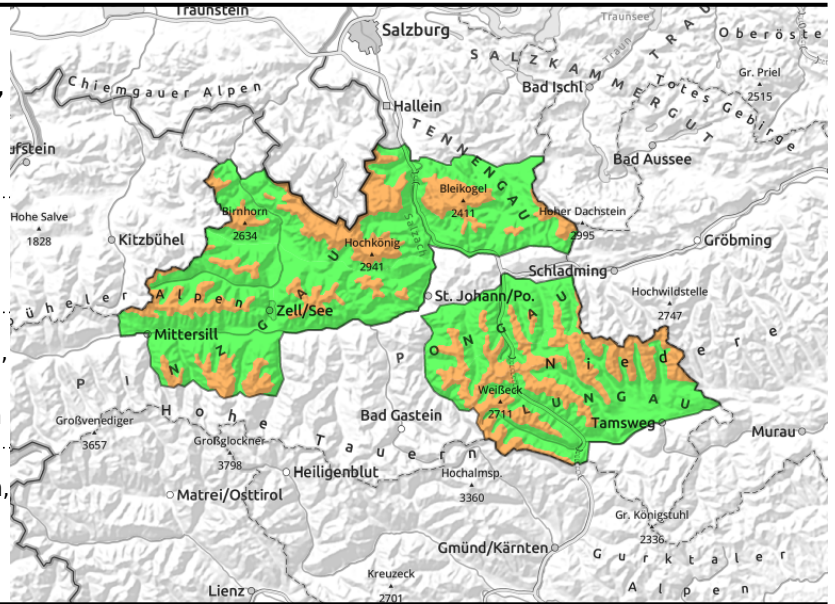 Traunstein
Salzburg
Traunsee
Traun
TRAU
Oberöste
SALZKAMMERGUT
Gr. Priel
2515
Chiemgauer Alpen
Bad Ischl
Totes Gebirge
Hallein
TENNENGAU
ufstein
Bad Aussee
Bleikogel
2411
Hohe Salve
1828
Birnhorn
2634
Hoher Dachstein
2995
Kitzbühel
Salzach
Hochkönig
2941
Gröbming
Schladming
üheler Alpen
St. Johann/Po.
Hochwildstelle
2747
Zell/See
Mittersill
PINZGAU
PONGAU
Niedere
Weißeck
2711
LUNGAU
Hohe Tauern
Großvenediger
3657
Bad Gastein
Tamsweg
Murau
Großglockner
3798
Heiligenblut
Hochalmsp.
3360
Matrei/Osttirol
Gr. Königstuhl
2336
Gmünd/Kärnten
Gurktaler
Alpen
Kreuzeck
2701
Lienz